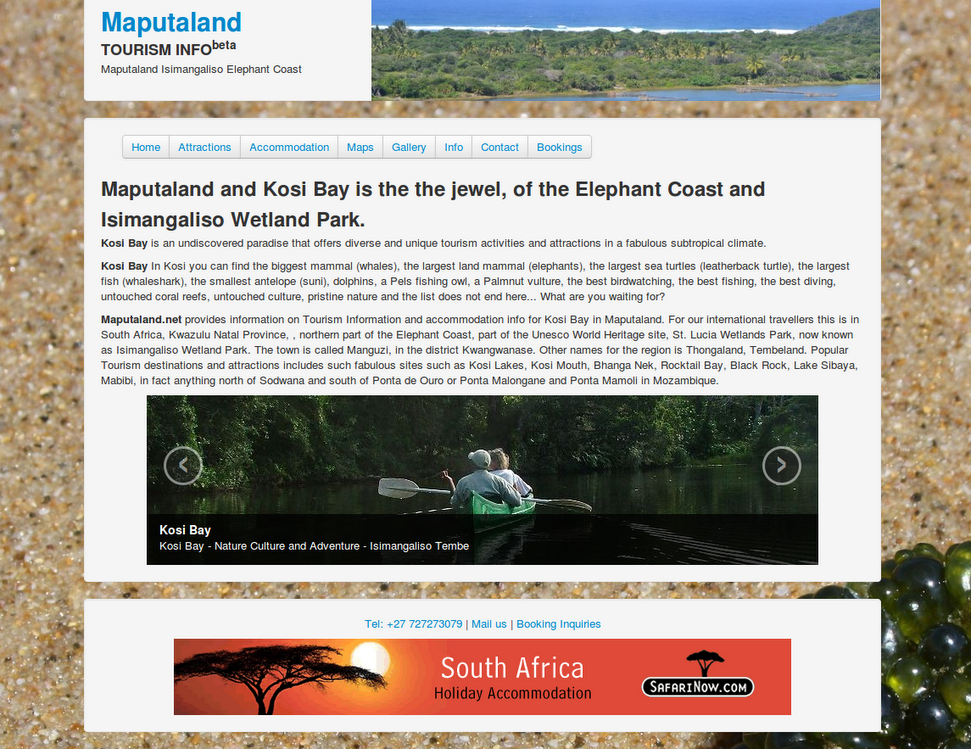 Maputaland
TOURISM INFObeta
Maputaland Isimangaliso Elephant Coast
Home Attractions Accommodation Maps Gallery Info Contact Bookings
Maputaland and Kosi Bay is the the jewel, of the Elephant Coast and
Isimangaliso Wetland Park.
Kosi Bay is an undiscovered paradise that offers diverse and unique tourism activities and attractions in a fabulous subtropical climate.
Kosi Bay In Kosi you can find the biggest mammal (whales), the largest land mammal (elephants), the largest sea turtles (leatherback turtle), the largest
fish (whaleshark), the smallest antelope (suni), dolphins, a Pels fishing owl, a Palmnut vulture, the best birdwatching, the best fishing, the best diving,
untouched coral reefs, untouched culture, pristine nature and the list does not end here... What are you waiting for?
Maputaland.net provides information on Tourism Information and accommodation info for Kosi Bay in Maputaland. For our international travellers this is in
South Africa, Kwazulu Natal Province, , northern part of the Elephant Coast, part of the Unesco World Heritage site, St. Lucia Wetlands Park, now known
as Isimangaliso Wetland Park. The town is called Manguzi, in the district Kwangwanase. Other names for the region is Thongaland, Tembeland. Popular
Tourism destinations and attractions includes such fabulous sites such as Kosi Lakes, Kosi Mouth, Bhanga Nek, Rocktail Bay, Black Rock, Lake Sibaya,
Mabibi, in fact anything north of Sodwana and south of Ponta de Ouro or Ponta Malongane and Ponta Mamoli in Mozambique.
Kosi Bay
Kosi Bay - Nature Culture and Adventure - Isimangaliso Tembe
Tel: +27 727273079 | Mail us | Booking Inquiries
South Africa
Holiday Accommodation
SAFARINOW.COM